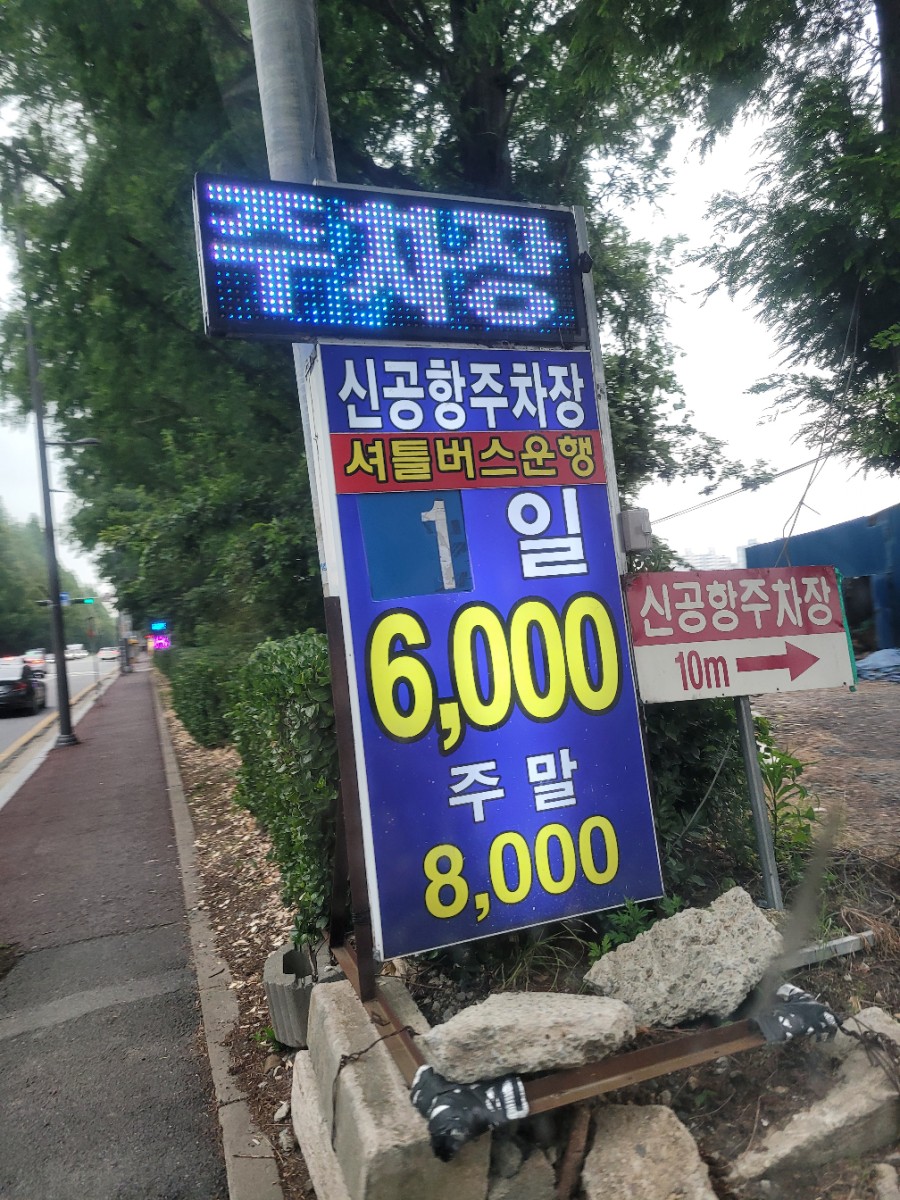 주차장
신공항주차장
셔틀버스운행
1 일
6,000
주 말
8,000
신공항주차장
10m